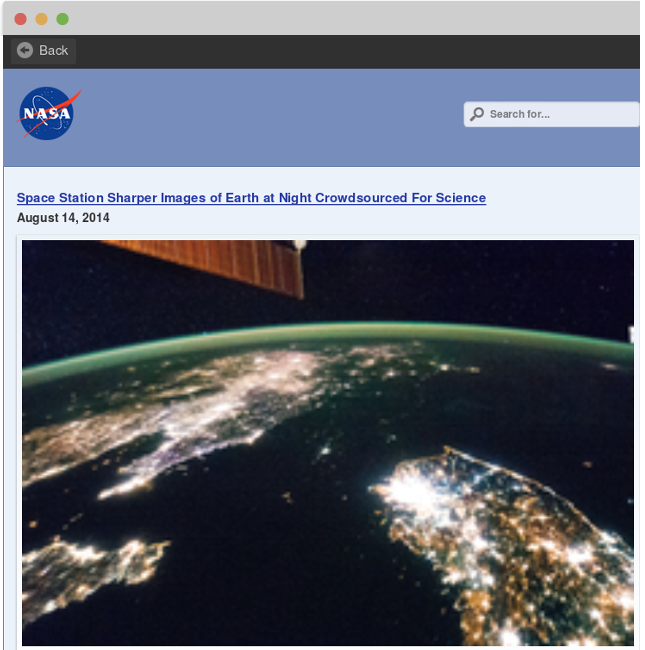 Back
NASA
Search for...
Space Station Sharper Images of Earth at Night Crowdsourced For Science
August 14, 2014